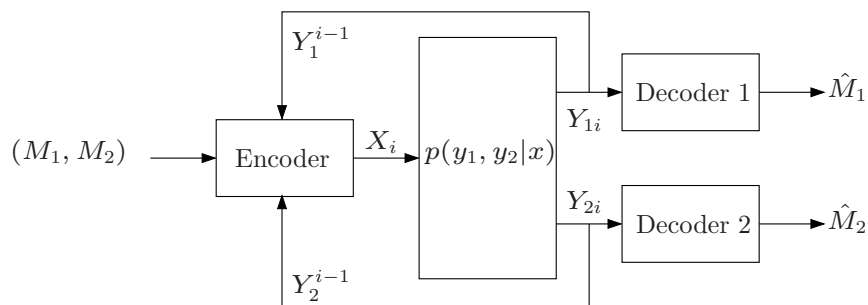 Y_1^{i-1}
(M_1, M_2)
Encoder
X_i
p(y_1, y_2|x)
Y_{1i}
Decoder 1
\hat{M}_1
Y_{2i}
Decoder 2
\hat{M}_2
Y_2^{i-1}